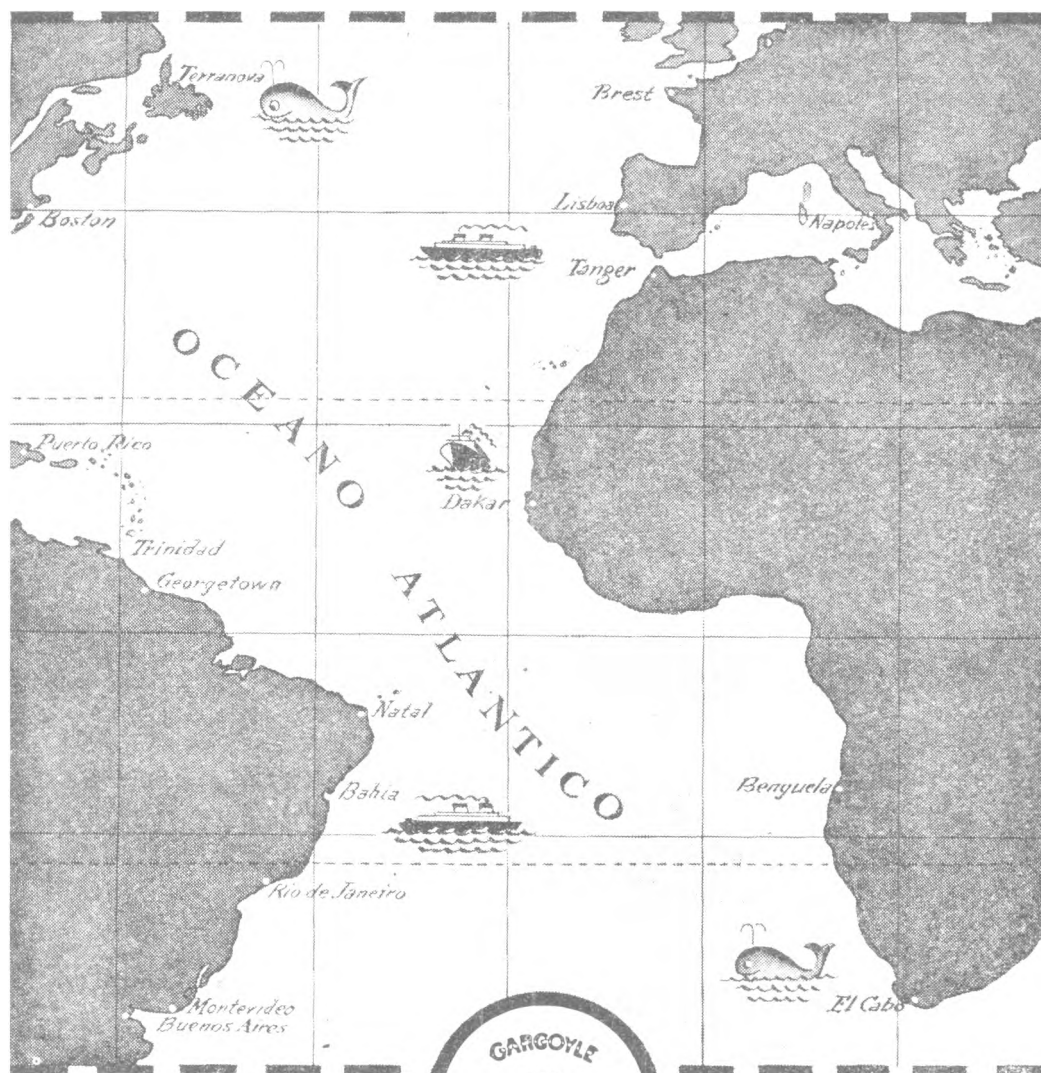 Terranova
Brest
Boston
Lisboa
Napoles
Tanger
OCEANO ATLANTICO
Puerto Rico
Dakar
Trinidad
Georgetown
Natal
Bahia
Benguela
Rio de Janeiro
Montevideo
Buenos Aires
El Cabo
GARGOYLE